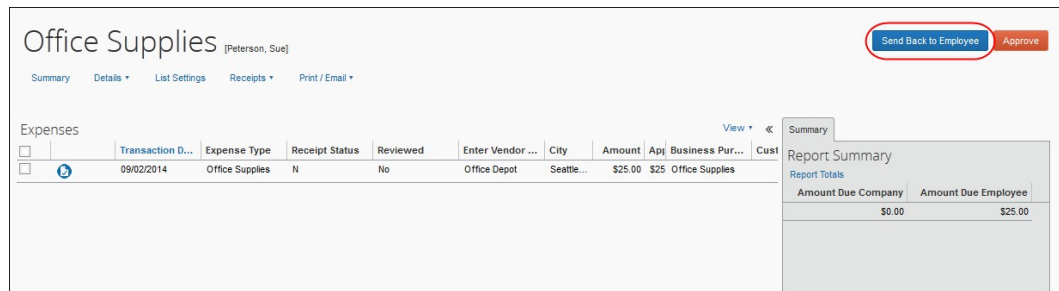 Office Supplies [Peterson, Sue]
Send Back to Employee Approve
Summary Details List Settings Receipts Print / Email
Expenses
View
Transaction D... Expense Type Receipt Status Reviewed Enter Vendor ... City Amount App Business Pur... Cust
09/02/2014 Office Supplies N No Office Depot Seattle... $25.00 $25 Office Supplies
Summary
Report Summary
Report Totals
Amount Due Company Amount Due Employee
$0.00 $25.00